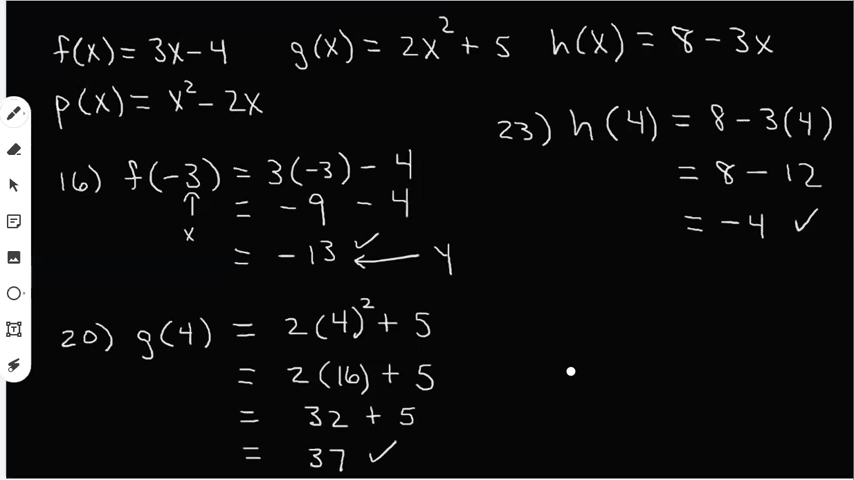 f(x) = 3x - 4    g(x) = 2x² + 5    h(x) = 8 - 3x
p(x) = x² - 2x
16) f(-3) = 3(-3) - 4
↑
x
= -9 - 4
= -13 ✓ ← y
20) g(4) = 2(4)² + 5
= 2(16) + 5
= 32 + 5
= 37 ✓
23) h(4) = 8 - 3(4)
= 8 - 12
= -4 ✓